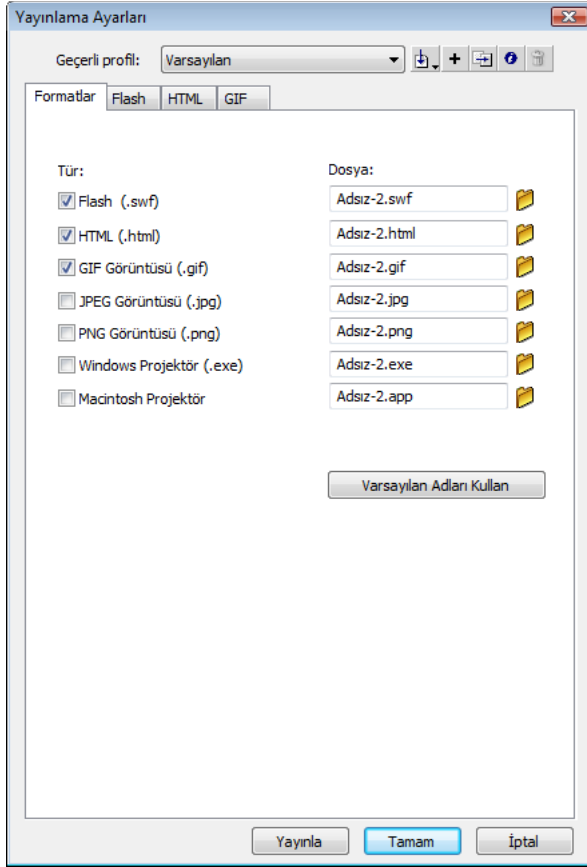 Yayınlama Ayarları
Geçerli profil: Varsayılan
Formatlar Flash HTML GIF
Tür: Dosya:
Flash (.swf) Adsız-2.swf
HTML (.html) Adsız-2.html
GIF Görüntüsü (.gif) Adsız-2.gif
JPEG Görüntüsü (.jpg) Adsız-2.jpg
PNG Görüntüsü (.png) Adsız-2.png
Windows Projektör (.exe) Adsız-2.exe
Macintosh Projektör Adsız-2.app
Varsayılan Adları Kullan
Yayınla Tamam İptal